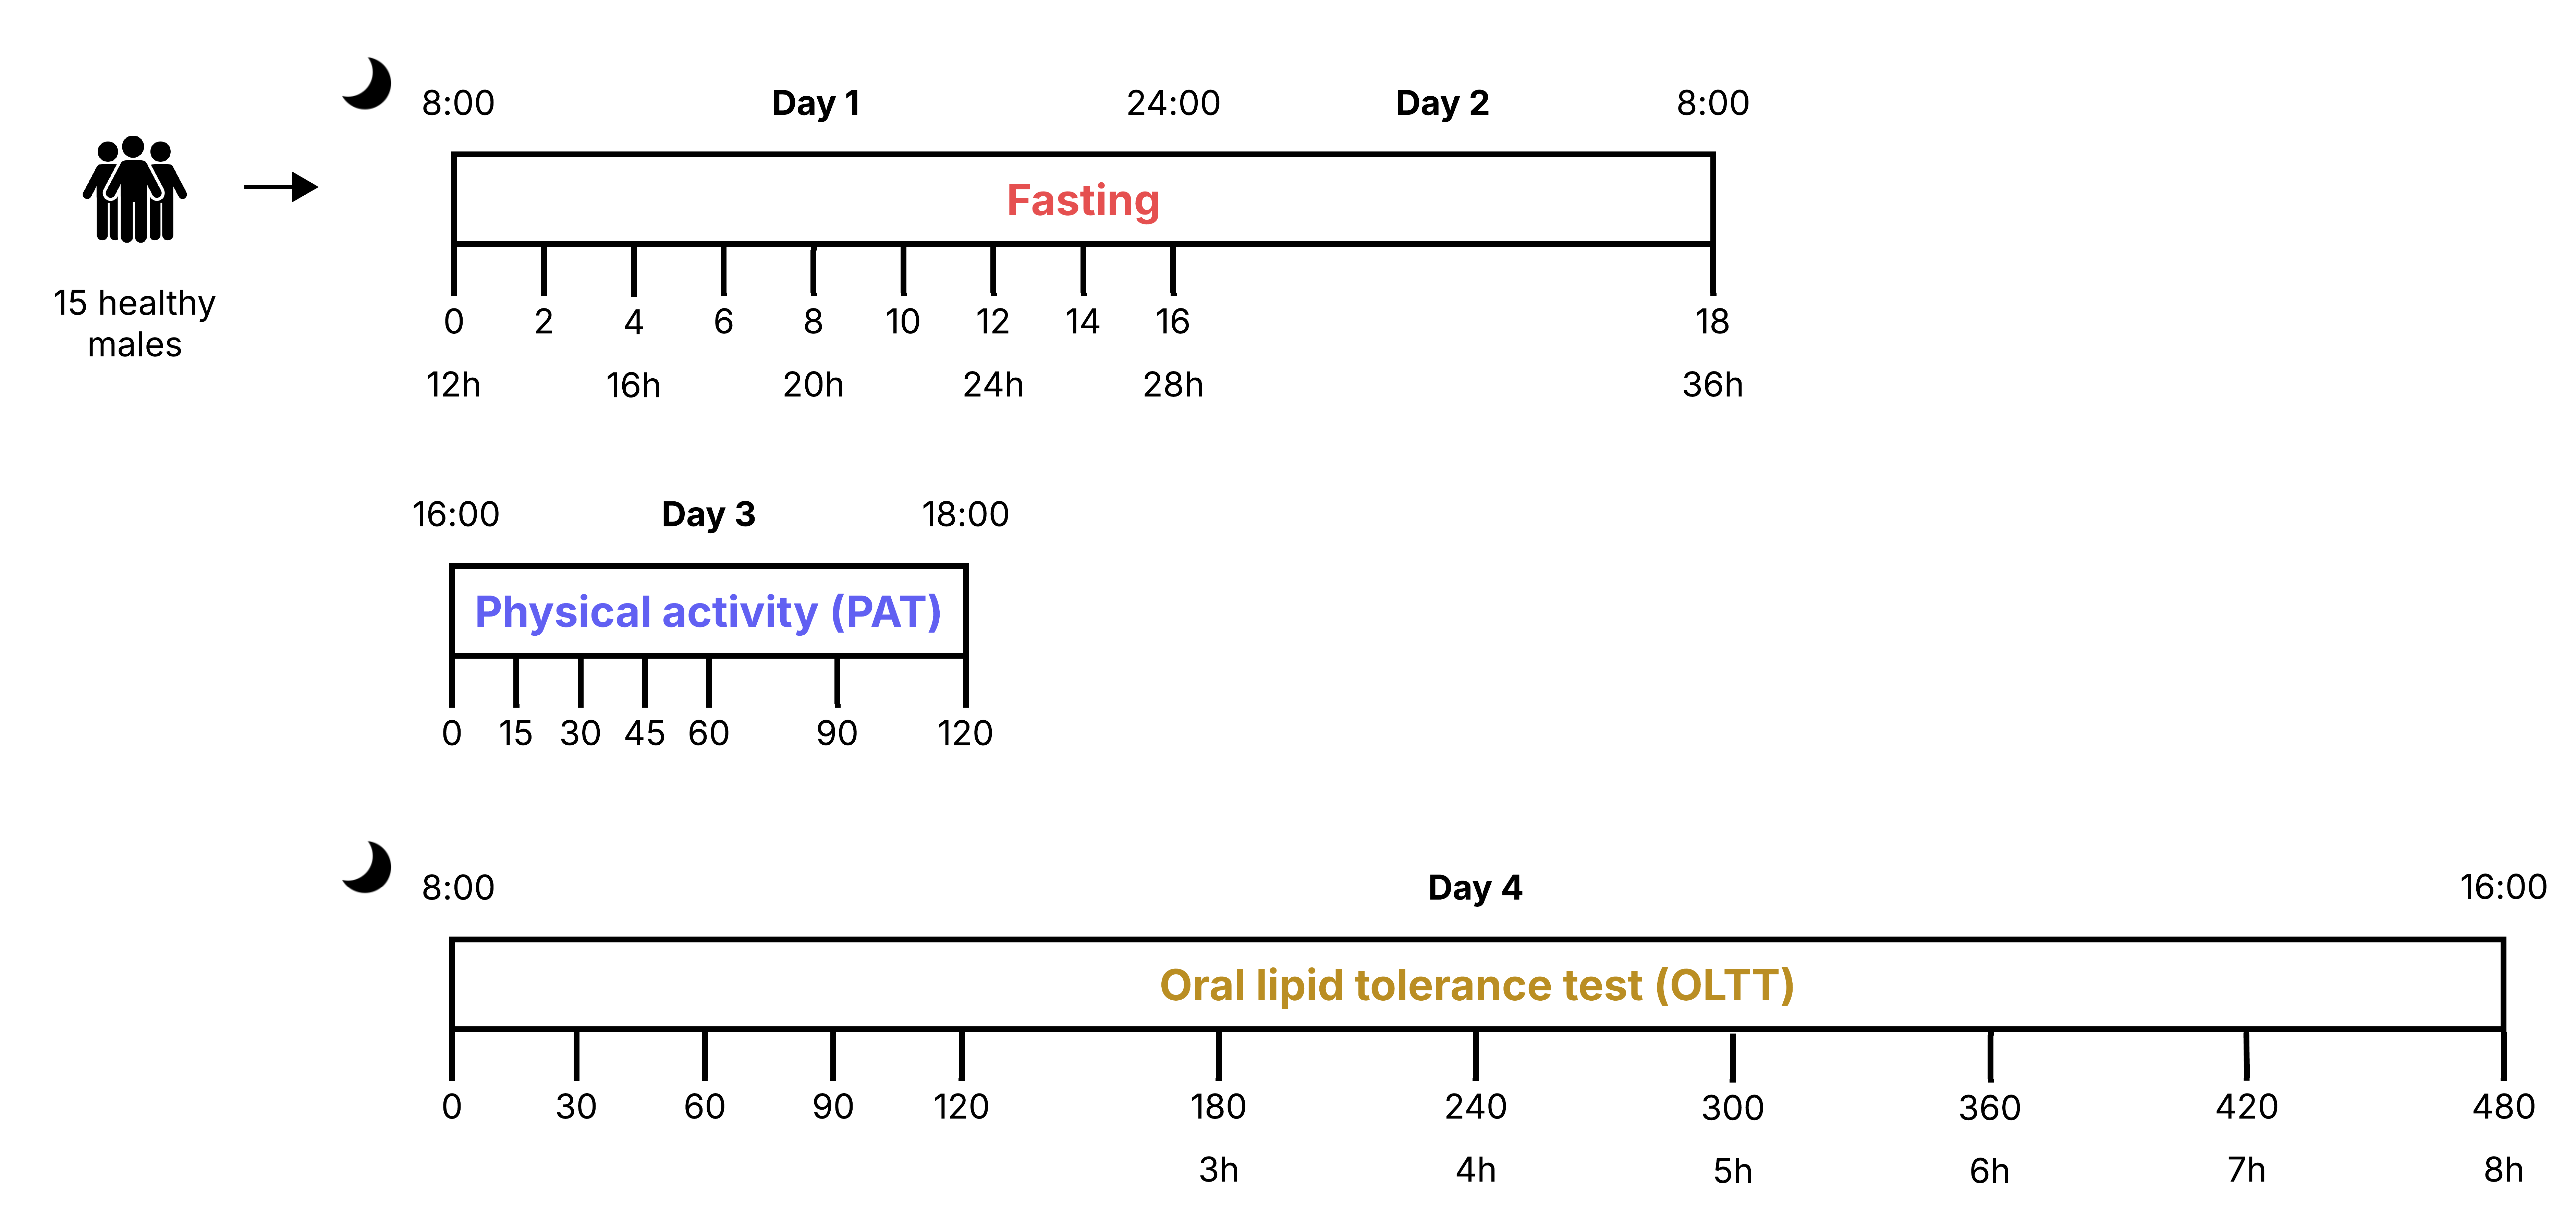 8:00 Day 1 24:00 Day 2 8:00
Fasting
15 healthy
males
0 2 4 6 8 10 12 14 16 18
12h 16h 20h 24h 28h 36h
16:00 Day 3 18:00
Physical activity (PAT)
0 15 30 45 60 90 120
8:00 Day 4 16:00
Oral lipid tolerance test (OLTT)
0 30 60 90 120 180 240 300 360 420 480
3h 4h 5h 6h 7h 8h